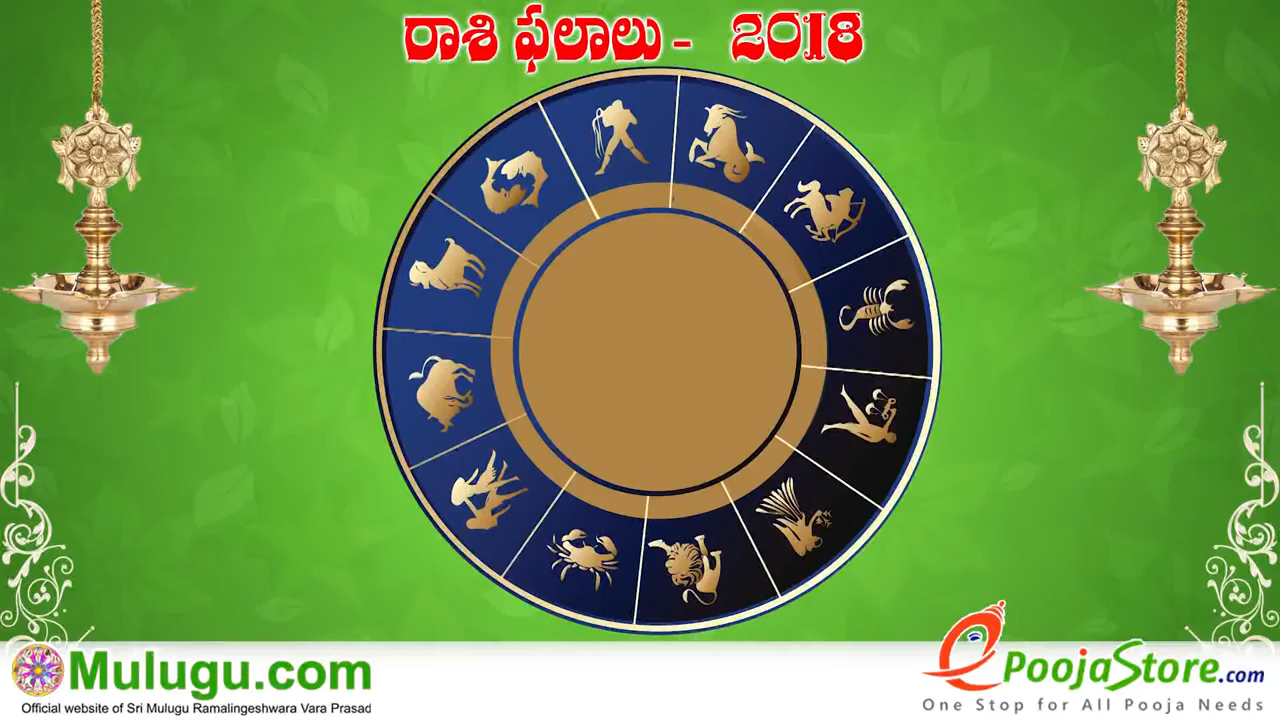 రాశి ఫలాలు - 2018
Mulugu.com
Official website of Sri Mulugu Ramalingeshwara Vara Prasad
ePoojaStore.com
One Stop for All Pooja Needs